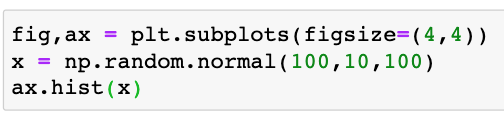 fig,ax = plt.subplots(figsize=(4,4))
x = np.random.normal(100,10,100)
ax.hist(x)